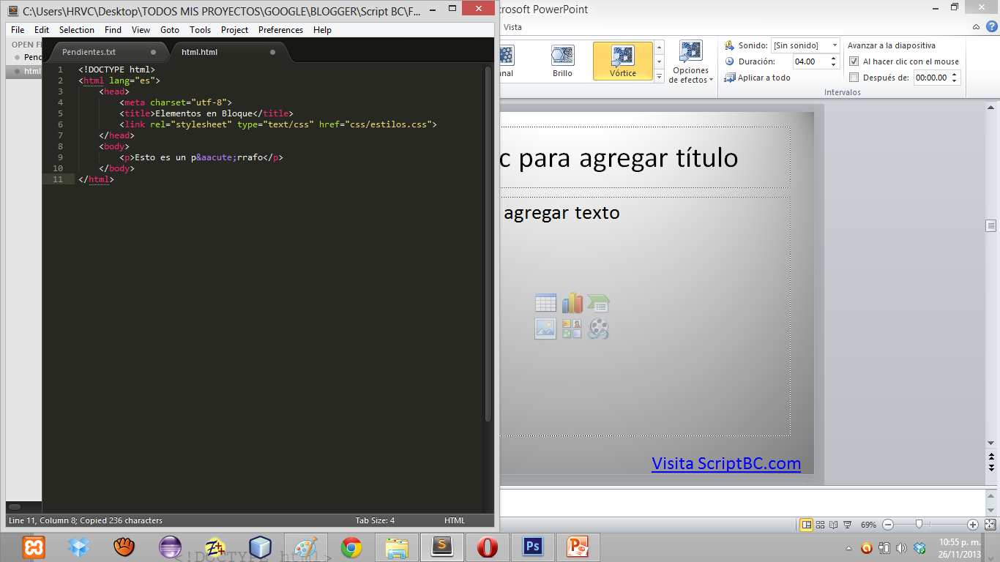 C:\Users\HRVC\Desktop\TODOS MIS PROYECTOS\GOOGLE\BLOGGER\Script BC\F...
File Edit Selection Find View Goto Tools Project Preferences Help
OPEN FI
Pend
html
Pendientes.txt
html.html
1 <!DOCTYPE html>
2 <html lang="es">
3 <head>
4 <meta charset="utf-8">
5 <title>Elementos en Bloque</title>
6 <link rel="stylesheet" type="text/css" href="css/estilos.css">
7 </head>
8 <body>
9 <p>Esto es un p&aacute;rrafo</p>
10 </body>
11 </html>
Line 11, Column 8; Copied 236 characters
Tab Size: 4
HTML
crosoft PowerPoint
Vista
anal
Brillo
Vórtice
Opciones
de efectos
Sonido: [Sin sonido]
Duración: 04.00
Aplicar a todo
Avanzar a la diapositiva
Al hacer clic con el mouse
Después de: 00:00.00
Intervalos
c para agregar título
agregar texto
Visita ScriptBC.com
69%
<!DOCTYPE html>
10:55 p. m.
26/11/2013